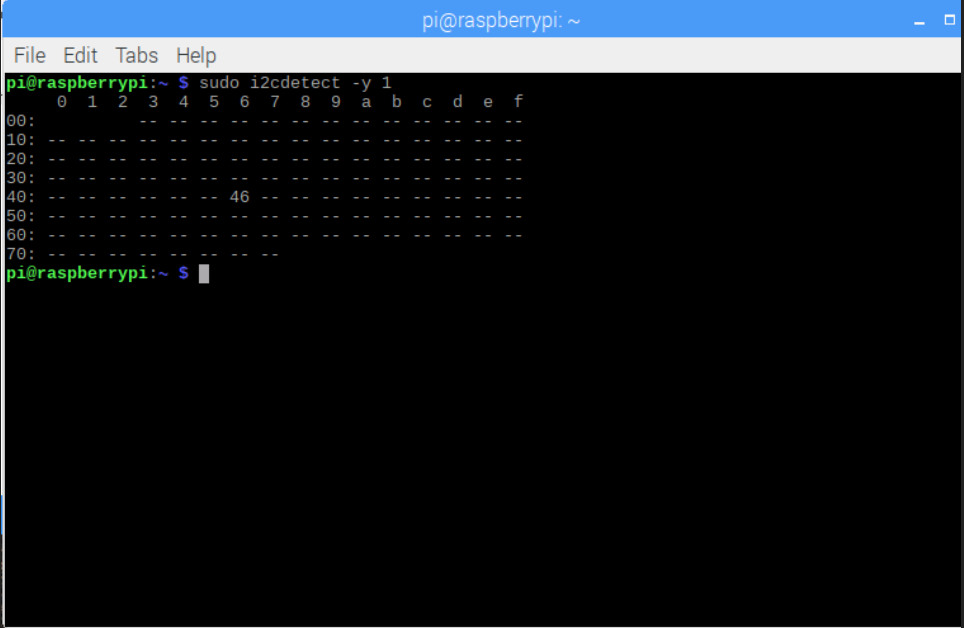 pi@raspberrypi: ~
File Edit Tabs Help
pi@raspberrypi:~ $ sudo i2cdetect -y 1
     0  1  2  3  4  5  6  7  8  9  a  b  c  d  e  f
00:          -- -- -- -- -- -- -- -- -- -- -- -- --
10: -- -- -- -- -- -- -- -- -- -- -- -- -- -- -- --
20: -- -- -- -- -- -- -- -- -- -- -- -- -- -- -- --
30: -- -- -- -- -- -- -- -- -- -- -- -- -- -- -- --
40: -- -- -- -- -- -- 46 -- -- -- -- -- -- -- -- --
50: -- -- -- -- -- -- -- -- -- -- -- -- -- -- -- --
60: -- -- -- -- -- -- -- -- -- -- -- -- -- -- -- --
70: -- -- -- -- -- -- -- --
pi@raspberrypi:~ $